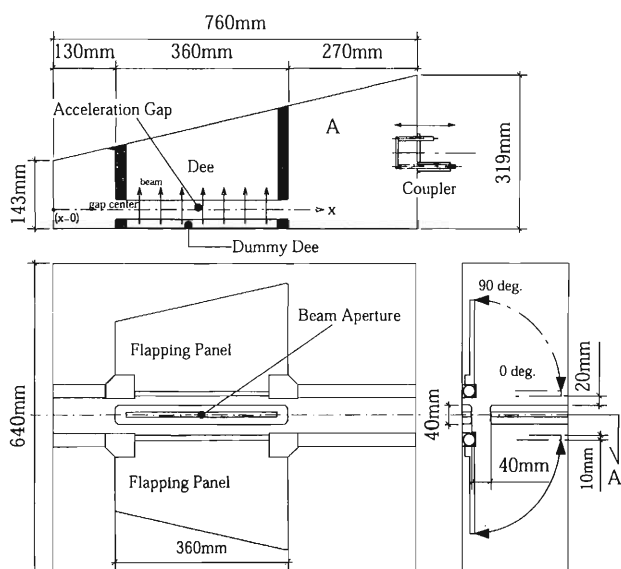 760mm
130mm
360mm
270mm
Acceleration Gap
A
Dee
beam
143mm
gap center
(x-0)
x
Coupler
319mm
Dummy Dee
90 deg.
Beam Aperture
Flapping Panel
0 deg.
20mm
640mm
40mm
40mm
10mm
A
Flapping Panel
360mm